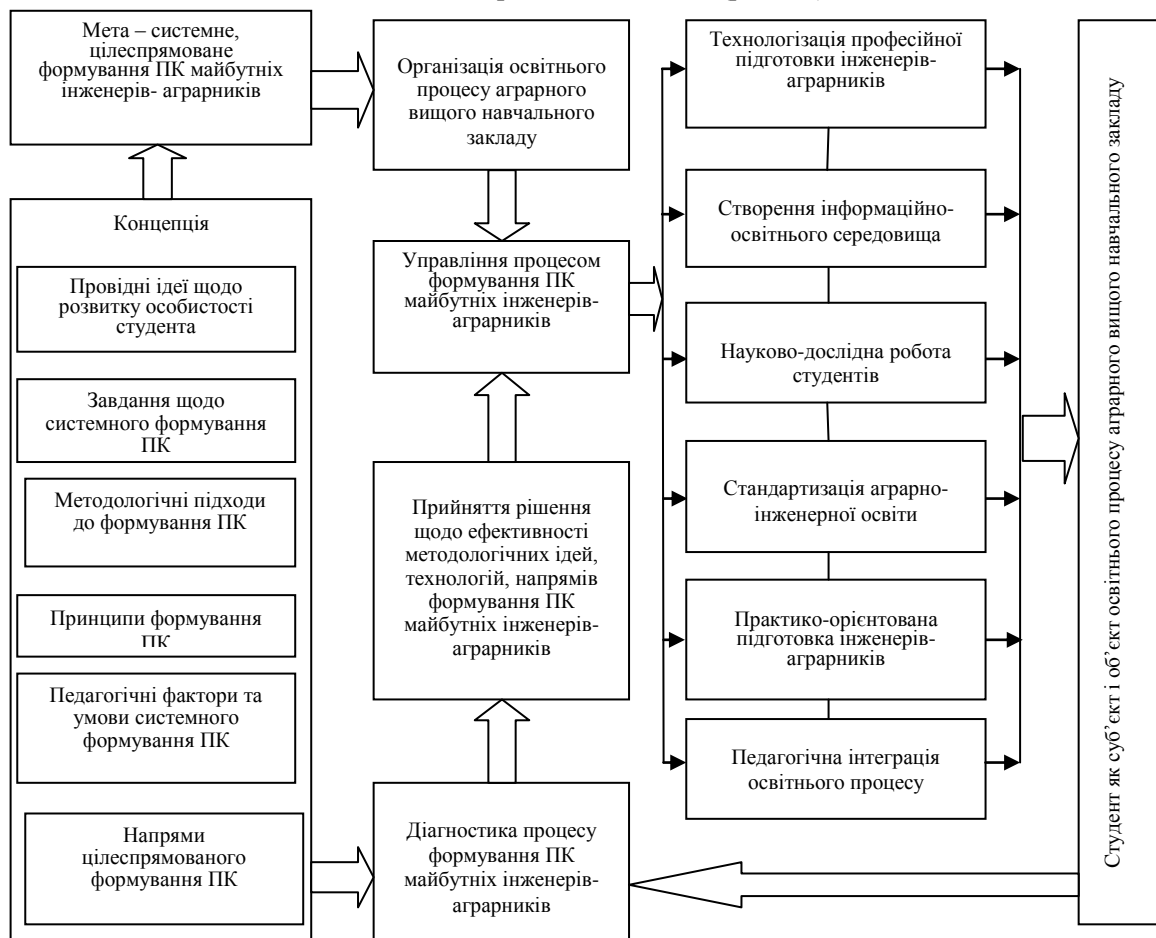 Мета – системне,
цілеспрямоване
формування ПК майбутніх
інженерів- аграрників
Концепція
Провідні ідеї щодо
розвитку особистості
студента
Завдання щодо
системного формування
ПК
Методологічні підходи
до формування ПК
Принципи формування
ПК
Педагогічні фактори та
умови системного
формування ПК
Напрями
цілеспрямованого
формування ПК
Організація освітнього
процесу аграрного
вищого навчального
закладу
Управління процесом
формування ПК
майбутніх інженерів-
аграрників
Прийняття рішення
щодо ефективності
методологічних ідей,
технологій, напрямів
формування ПК
майбутніх інженерів-
аграрників
Діагностика процесу
формування ПК
майбутніх інженерів-
аграрників
Технологізація професійної
підготовки інженерів-
аграрників
Створення інформаційно-
освітнього середовища
Науково-дослідна робота
студентів
Стандартизація аграрно-
інженерної освіти
Практико-орієнтована
підготовка інженерів-
аграрників
Педагогічна інтеграція
освітнього процесу
Студент як суб’єкт і об’єкт освітнього процесу аграрного вищого навчального закладу